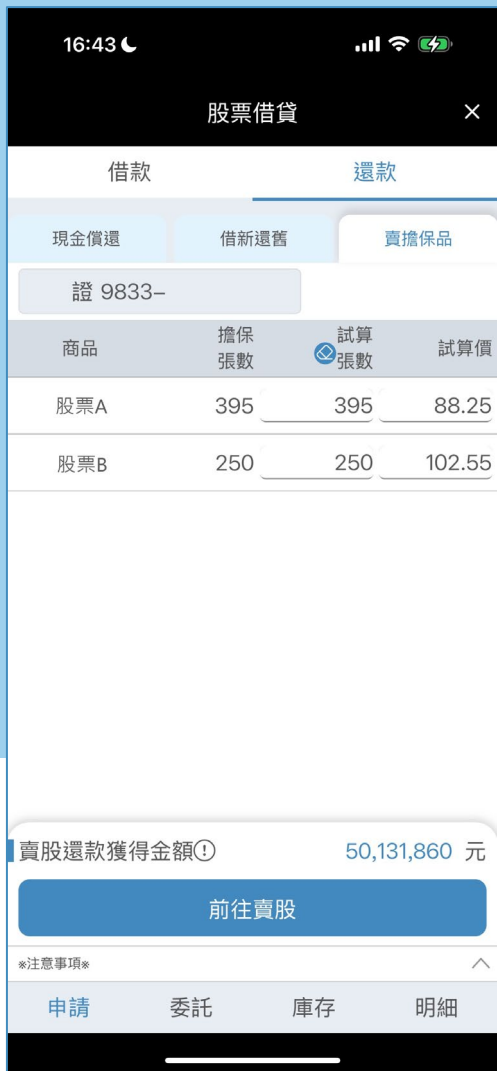 16:43
股票借貸 ×
借款 還款
現金償還 借新還舊 賣擔保品
證 9833–
商品 擔保張數 試算張數 試算價
股票A 395 395 88.25
股票B 250 250 102.55
賣股還款獲得金額 50,131,860 元
前往賣股
※注意事項※
申請 委託 庫存 明細